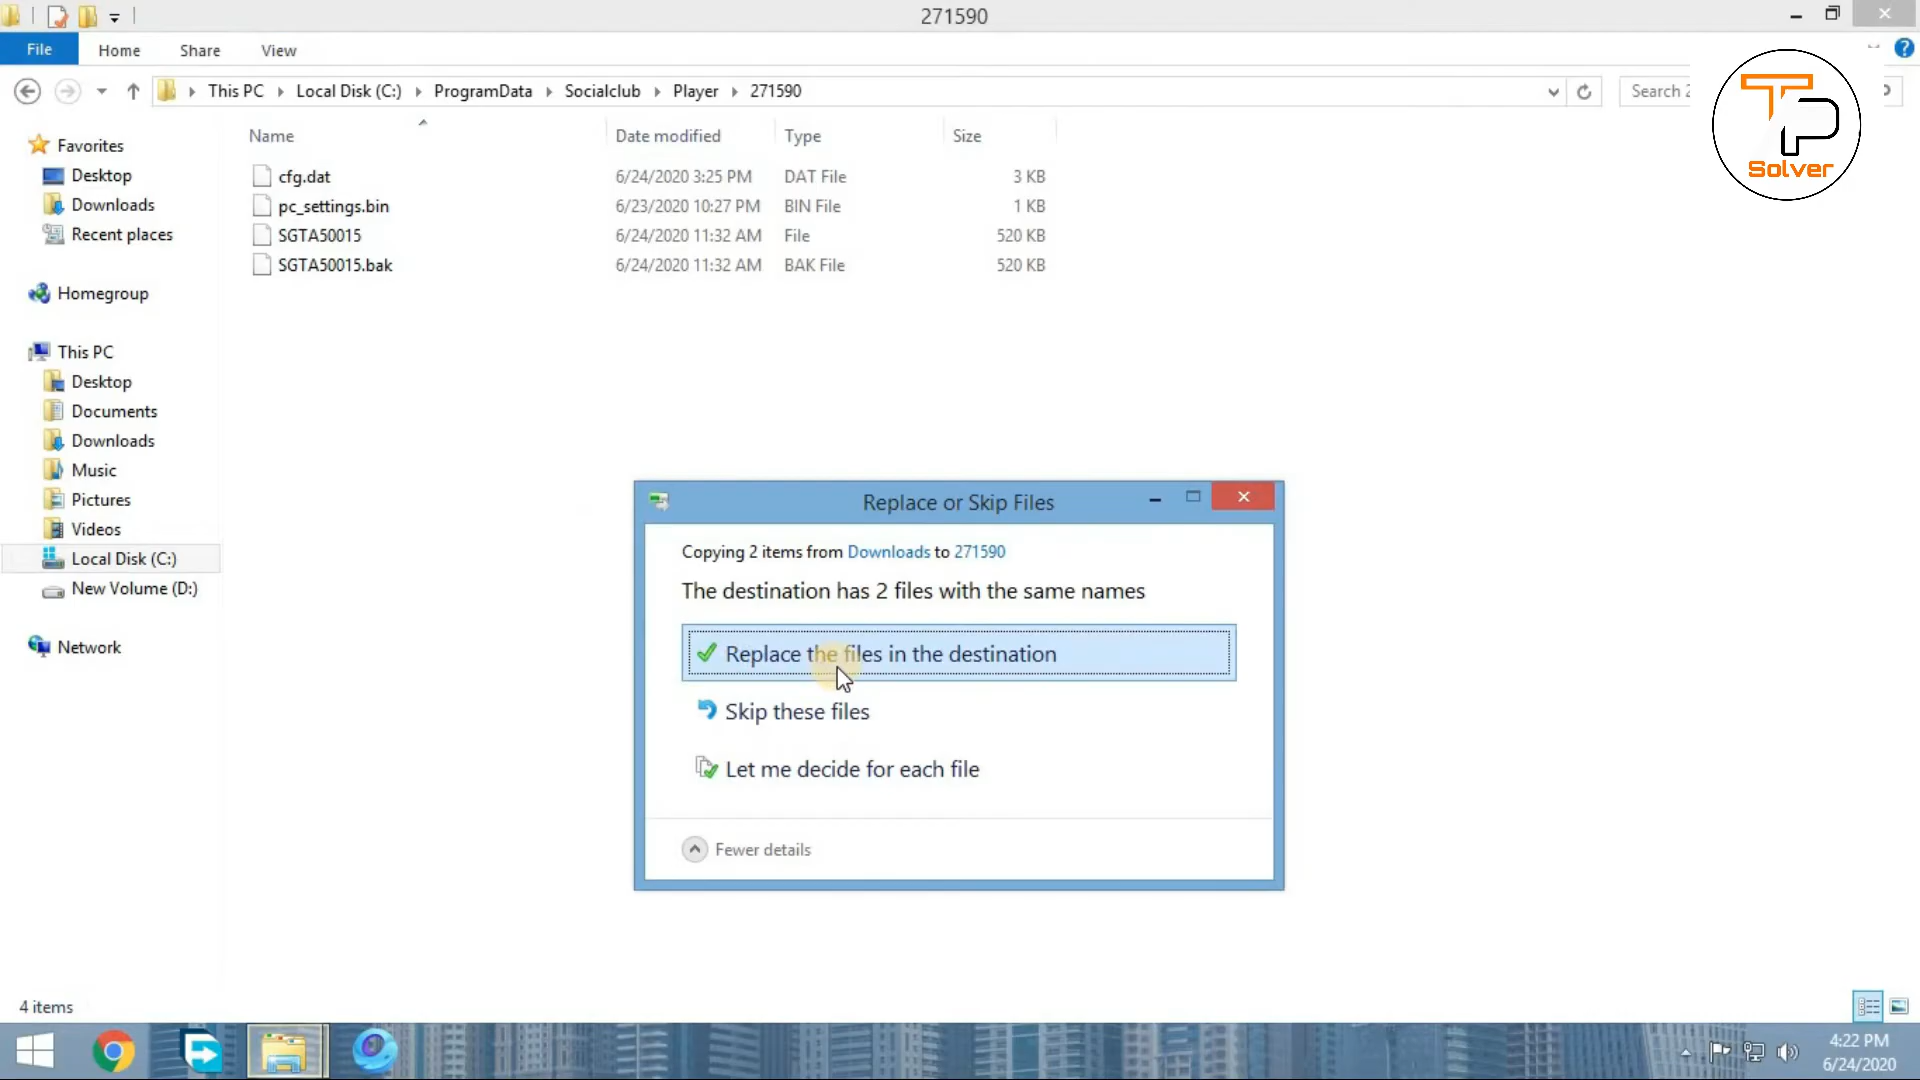 271590
File
Home
Share
View
This PC
Local Disk (C:)
ProgramData
Socialclub
Player
271590
Search 2
TP
Solver
Name
Date modified
Type
Size
cfg.dat
6/24/2020 3:25 PM
DAT File
3 KB
pc_settings.bin
6/23/2020 10:27 PM
BIN File
1 KB
SGTA50015
6/24/2020 11:32 AM
File
520 KB
SGTA50015.bak
6/24/2020 11:32 AM
BAK File
520 KB
Favorites
Desktop
Downloads
Recent places
Homegroup
This PC
Desktop
Documents
Downloads
Music
Pictures
Videos
Local Disk (C:)
New Volume (D:)
Network
Replace or Skip Files
Copying 2 items from Downloads to 271590
The destination has 2 files with the same names
Replace the files in the destination
Skip these files
Let me decide for each file
Fewer details
4 items
4:22 PM
6/24/2020